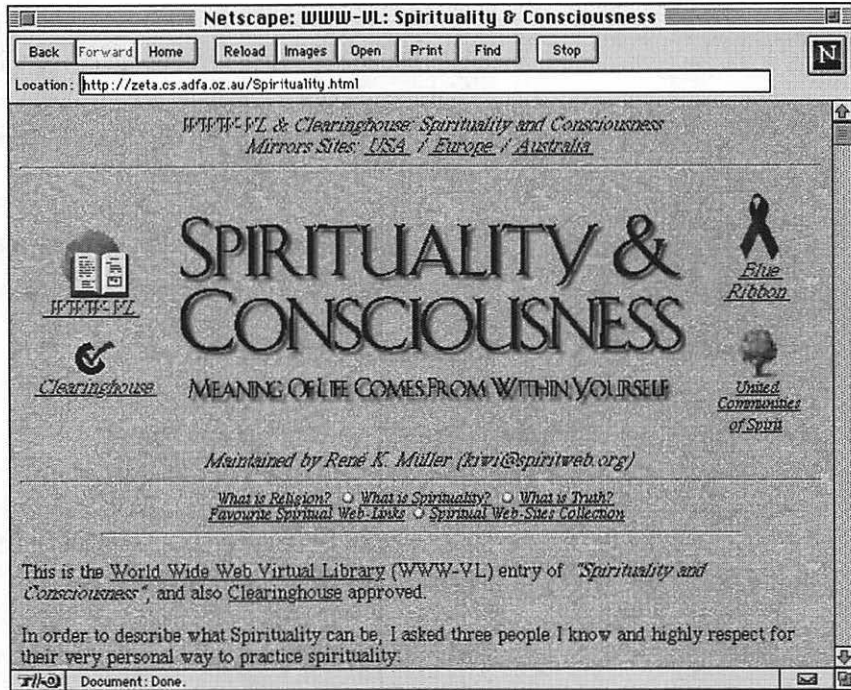 Netscape: WWW-VL: Spirituality & Consciousness
Back Forward Home Reload Images Open Print Find Stop
N
Location: http://zeta.cs.adfa.oz.au/Spirituality.html
WWW-VL & Clearinghouse: Spirituality and Consciousness
Mirrors Sites: USA / Europe / Australia
WWW-VL
Clearinghouse
SPIRITUALITY &
CONSCIOUSNESS
MEANING OF LIFE COMES FROM WITHIN YOURSELF
Blue
Ribbon
United
Communities
of Spirit
Maintained by René K. Müller (kiwi@spiritweb.org)
What is Religion? What is Spirituality? What is Truth?
Favourite Spiritual Web-Links Spiritual Web-Sites Collection
This is the World Wide Web Virtual Library (WWW-VL) entry of "Spirituality and
Consciousness", and also Clearinghouse approved.
In order to describe what Spirituality can be, I asked three people I know and highly respect for
their very personal way to practice spirituality:
Document: Done.